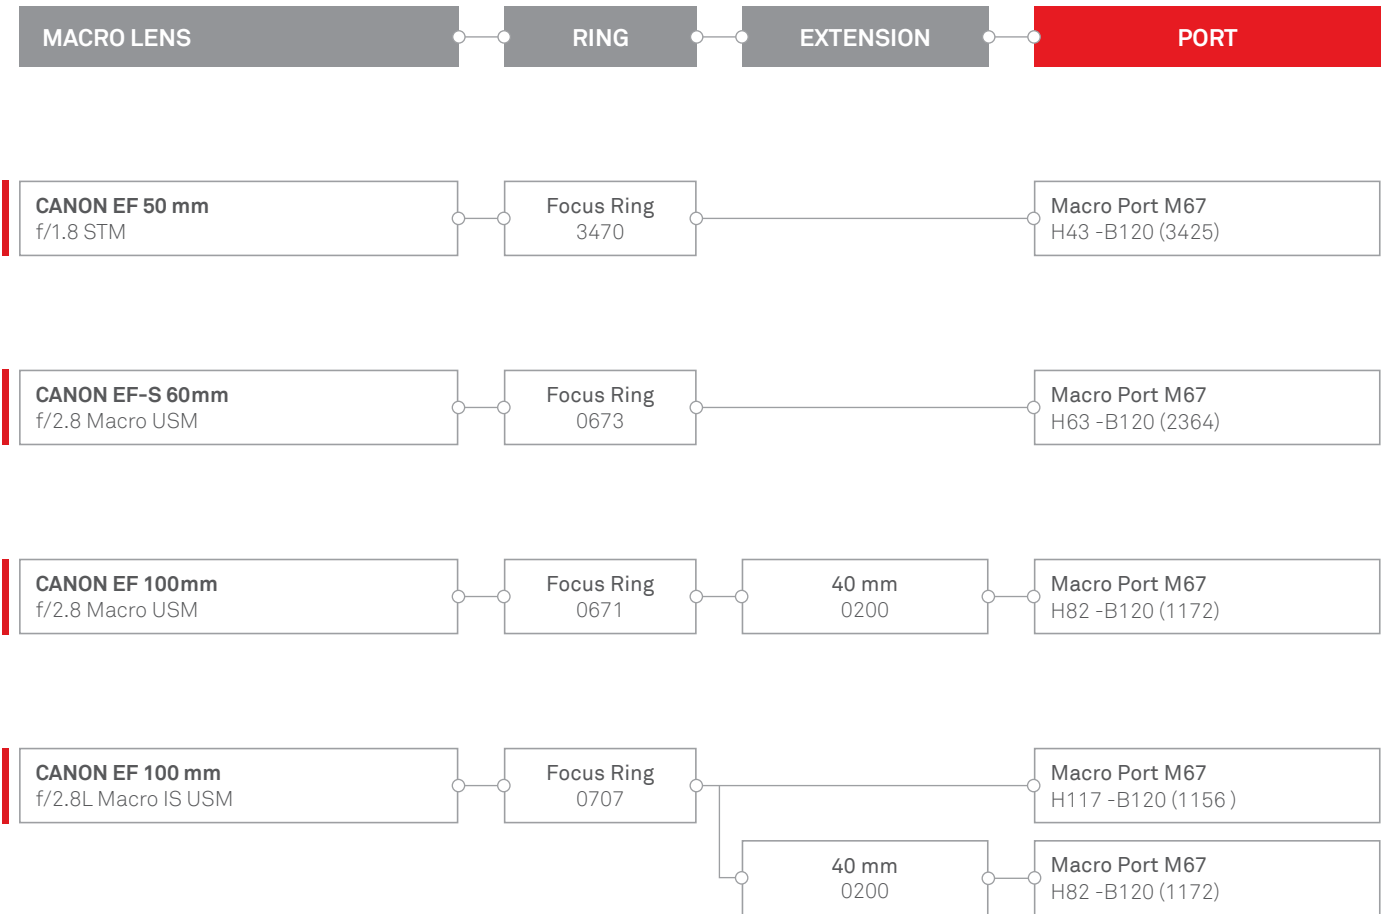 MACRO LENS
RING
EXTENSION
PORT
CANON EF 50 mm
f/1.8 STM
Focus Ring
3470
Macro Port M67
H43 -B120 (3425)
CANON EF-S 60mm
f/2.8 Macro USM
Focus Ring
0673
Macro Port M67
H63 -B120 (2364)
CANON EF 100mm
f/2.8 Macro USM
Focus Ring
0671
40 mm
0200
Macro Port M67
H82 -B120 (1172)
CANON EF 100 mm
f/2.8L Macro IS USM
Focus Ring
0707
Macro Port M67
H117 -B120 (1156 )
40 mm
0200
Macro Port M67
H82 -B120 (1172)